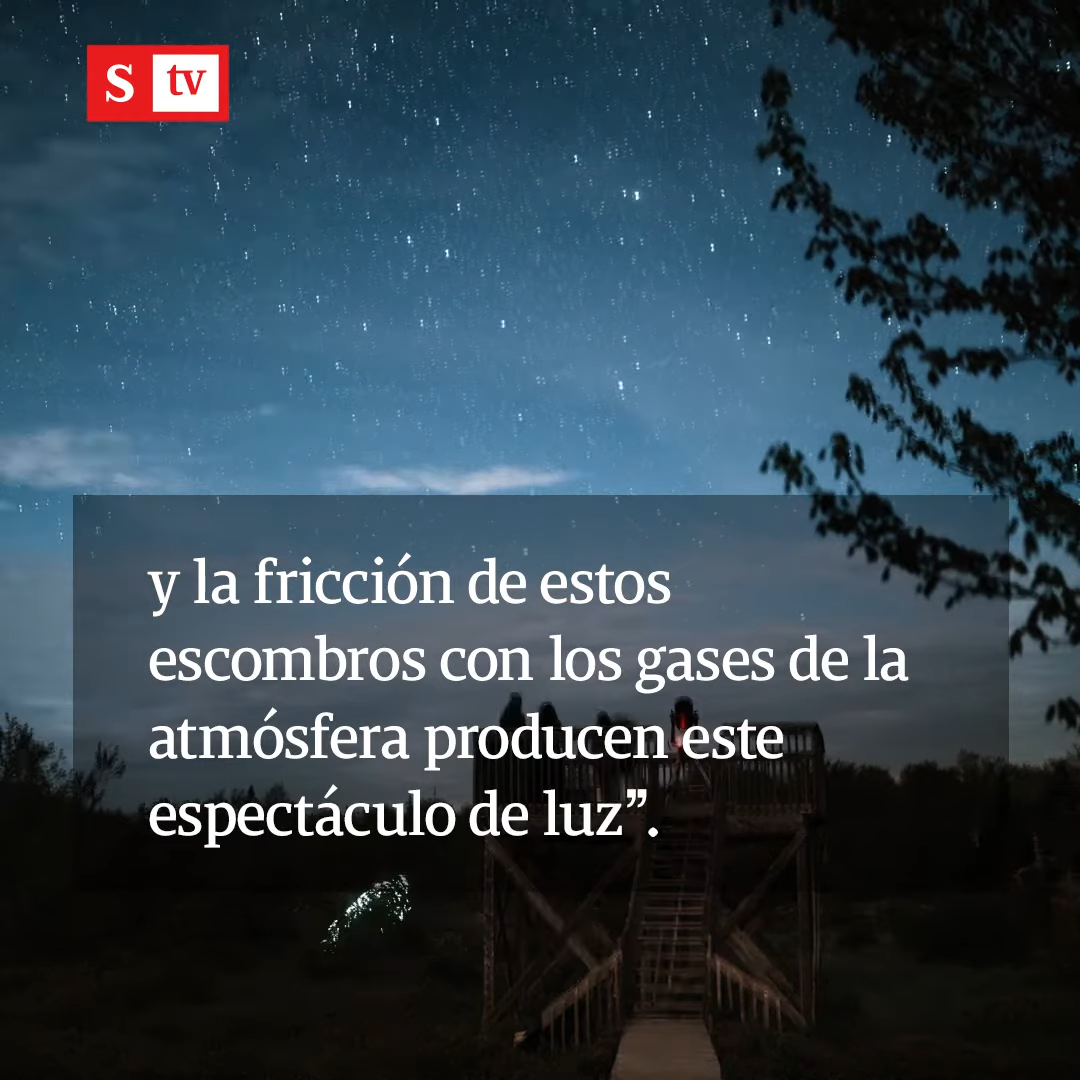 S tv
y la fricción de estos
escombros con los gases de la
atmósfera producen este
espectáculo de luz”.